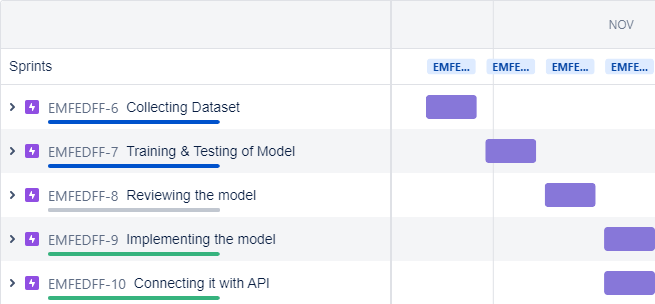 NOV
Sprints EMFE... EMFE... EMFE... EMFE...
EMFEDFF-6 Collecting Dataset
EMFEDFF-7 Training & Testing of Model
EMFEDFF-8 Reviewing the model
EMFEDFF-9 Implementing the model
EMFEDFF-10 Connecting it with API